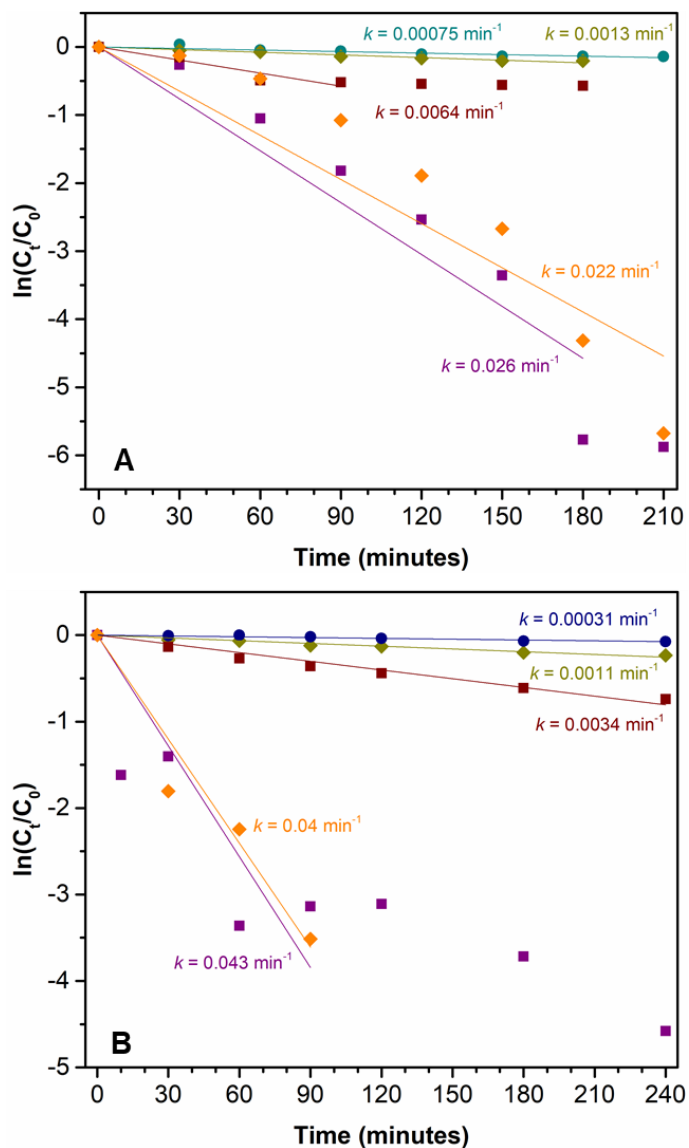 k = 0.00075 min⁻¹
k = 0.0013 min⁻¹
k = 0.0064 min⁻¹
k = 0.022 min⁻¹
k = 0.026 min⁻¹
0
-1
-2
-3
-4
-5
-6
ln(Cₜ/C₀)
A
0 30 60 90 120 150 180 210
Time (minutes)
k = 0.00031 min⁻¹
k = 0.0011 min⁻¹
k = 0.0034 min⁻¹
k = 0.04 min⁻¹
k = 0.043 min⁻¹
0
-1
-2
-3
-4
-5
ln(Cₜ/C₀)
B
0 30 60 90 120 150 180 210 240
Time (minutes)